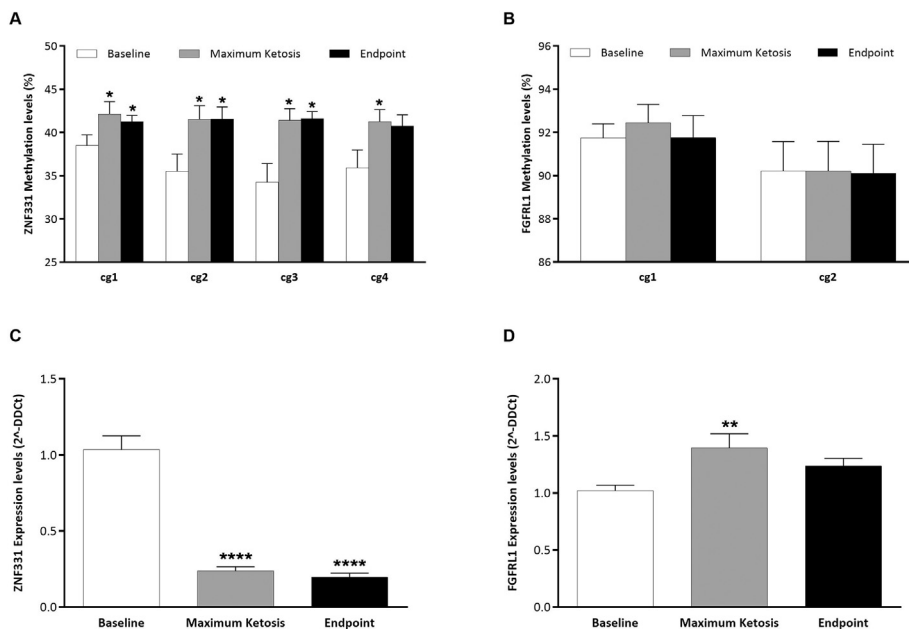 A
ZNF331 Methylation levels (%)
Baseline Maximum Ketosis Endpoint
50
45
40
35
30
25
* * * * * * *
cg1 cg2 cg3 cg4
B
FGFRL1 Methylation levels (%)
Baseline Maximum Ketosis Endpoint
96
94
92
90
88
86
cg1 cg2
C
ZNF331 Expression levels (2^-DDCt)
1.5
1.0
0.5
0.0
**** ****
Baseline Maximum Ketosis Endpoint
D
FGFRL1 Expression levels (2^-DDCt)
2.0
1.5
1.0
0.5
0.0
**
Baseline Maximum Ketosis Endpoint